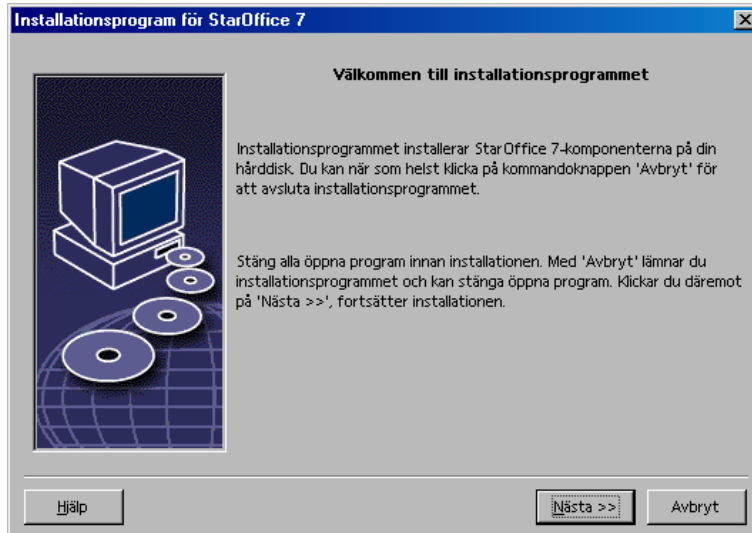 Installationsprogram för StarOffice 7
Välkommen till installationsprogrammet
Installationsprogrammet installerar StarOffice 7-komponenterna på din
hårddisk. Du kan när som helst klicka på kommandoknappen 'Avbryt' för
att avsluta installationsprogrammet.
Stäng alla öppna program innan installationen. Med 'Avbryt' lämnar du
installationsprogrammet och kan stänga öppna program. Klickar du däremot
på 'Nästa >>', fortsätter installationen.
Hjälp
Nästa >>
Avbryt